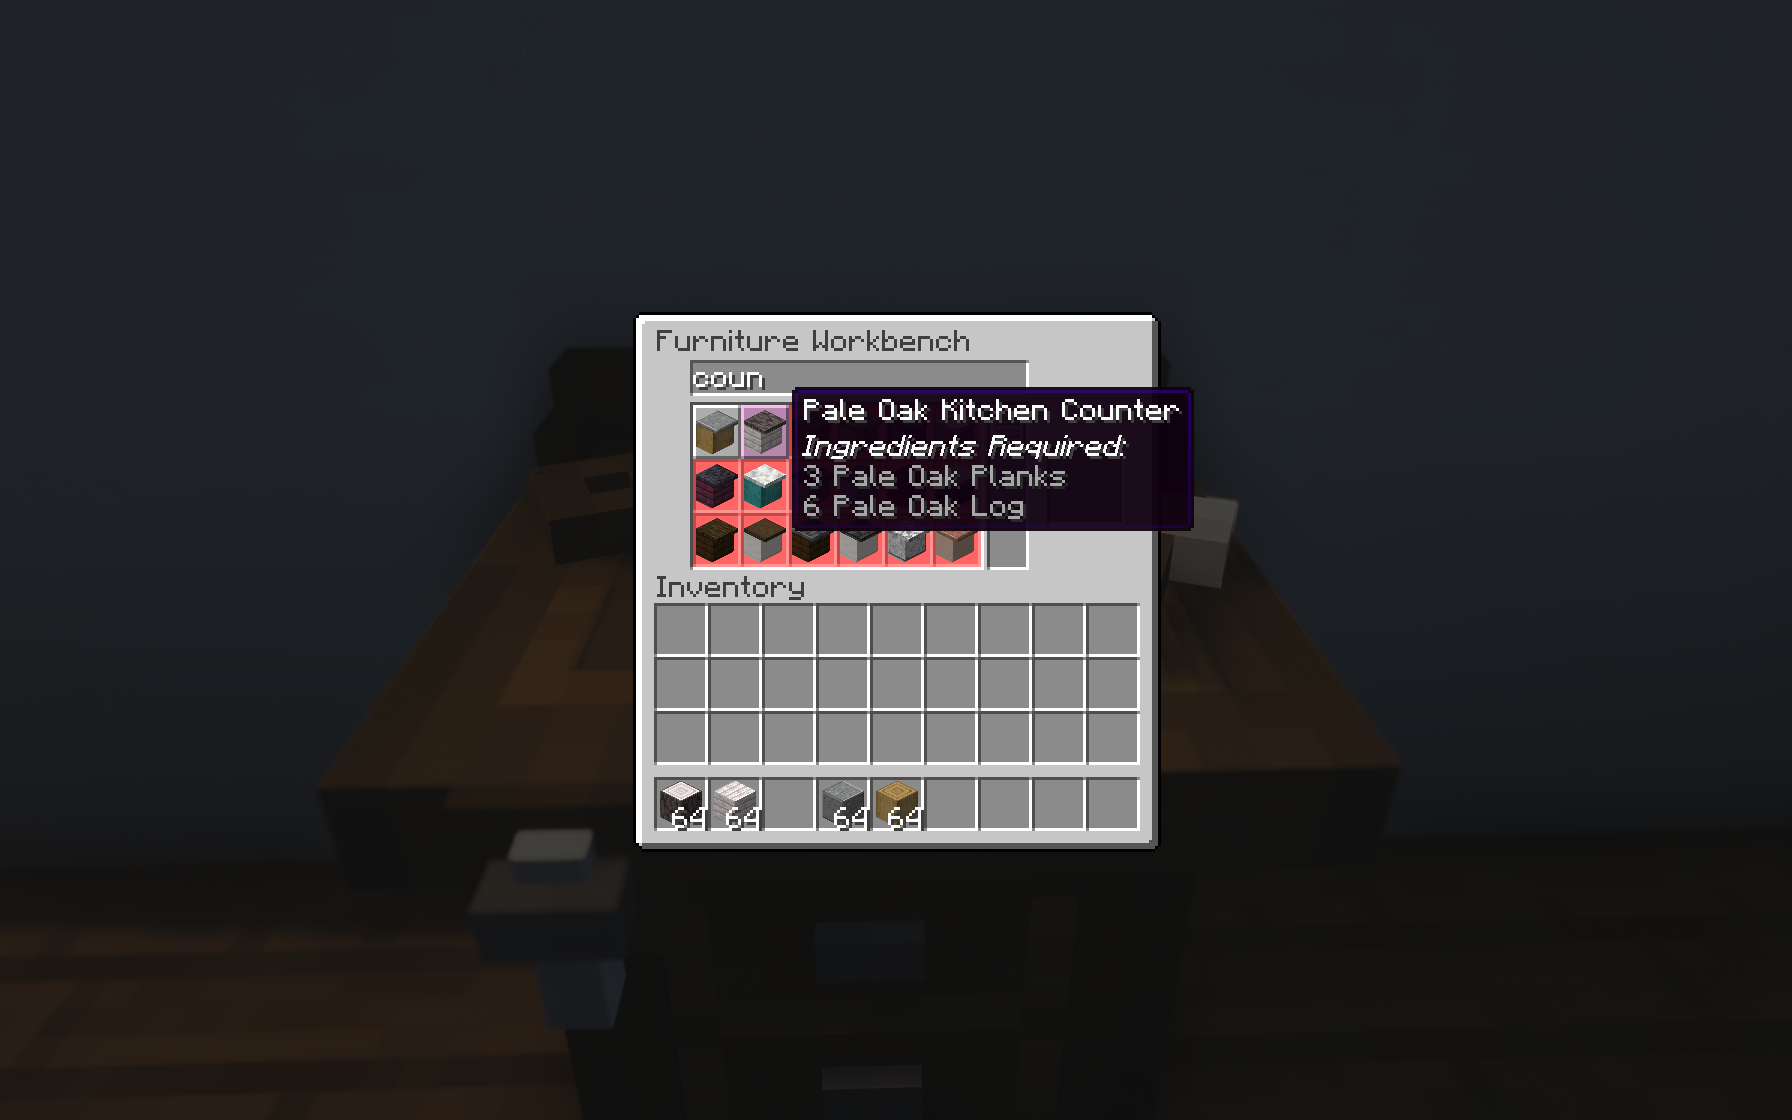 Furniture Workbench
coun
Pale Oak Kitchen Counter
Ingredients Required:
3 Pale Oak Planks
6 Pale Oak Log
Inventory
64 64 64 64